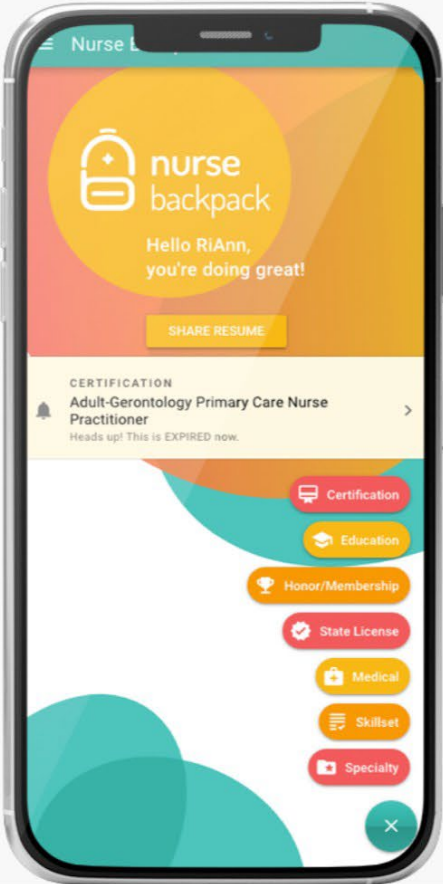 Nurse
nurse
backpack
Hello RiAnn,
you're doing great!
SHARE RESUME
CERTIFICATION
Adult-Gerontology Primary Care Nurse
Practitioner
Heads up! This is EXPIRED now.
Certification
Education
Honor/Membership
State License
Medical
Skillset
Specialty